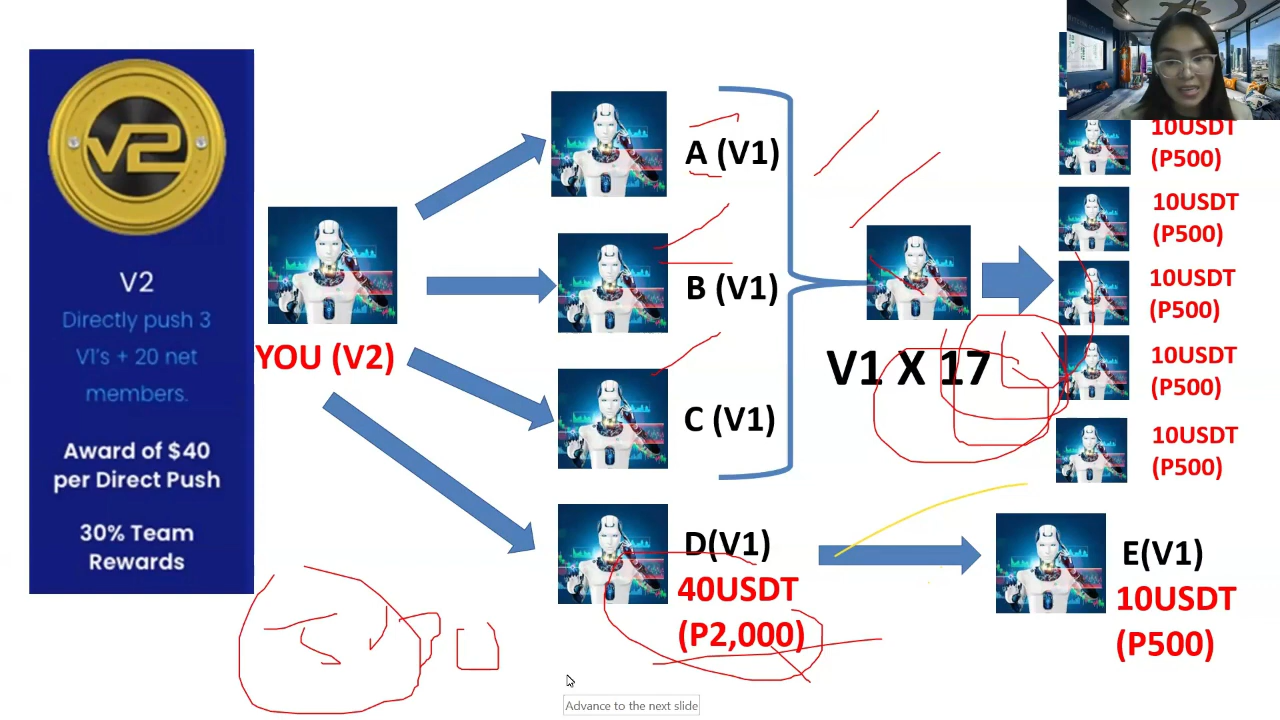 V2
V2
Directly push 3
V1's + 20 net
members.
Award of $40
per Direct Push
30% Team
Rewards
YOU (V2)
A (V1)
B (V1)
C (V1)
D(V1)
40USDT
(P2,000)
V1 X 17
10USDT
(P500)
10USDT
(P500)
10USDT
(P500)
10USDT
(P500)
10USDT
(P500)
E(V1)
10USDT
(P500)
Advance to the next slide